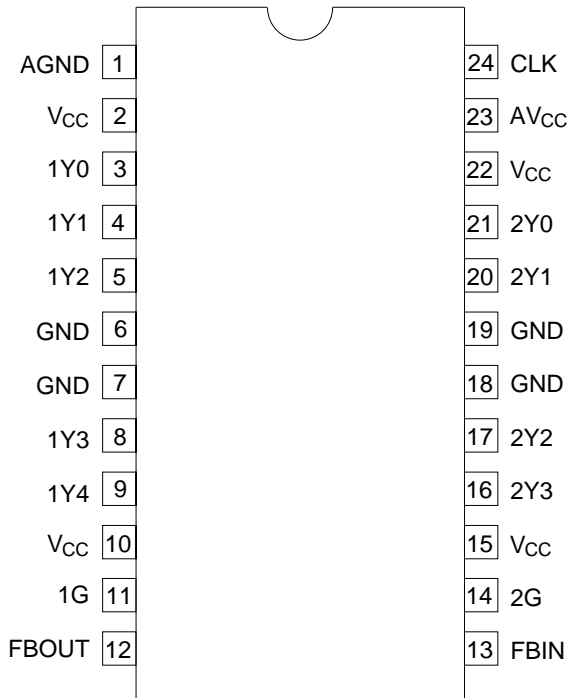 AGND 1 24 CLK
VCC 2 23 AVCC
1Y0 3 22 VCC
1Y1 4 21 2Y0
1Y2 5 20 2Y1
GND 6 19 GND
GND 7 18 GND
1Y3 8 17 2Y2
1Y4 9 16 2Y3
VCC 10 15 VCC
1G 11 14 2G
FBOUT 12 13 FBIN